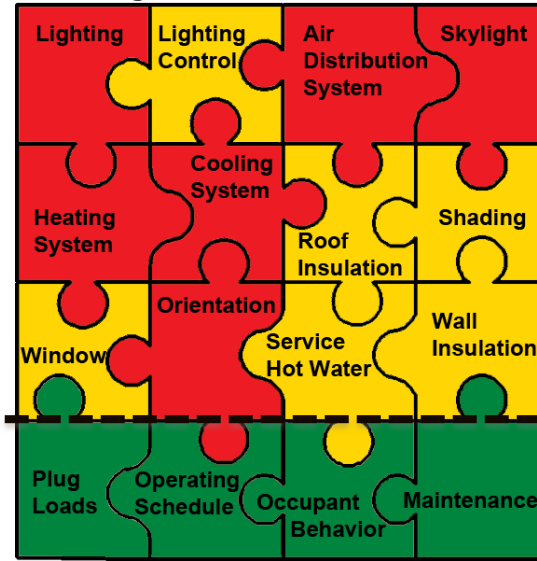 Lighting
Lighting
Control
Air
Distribution
System
Skylight
Heating
System
Cooling
System
Roof
Insulation
Shading
Window
Orientation
Service
Hot Water
Wall
Insulation
Plug
Loads
Operating
Schedule
Occupant
Behavior
Maintenance